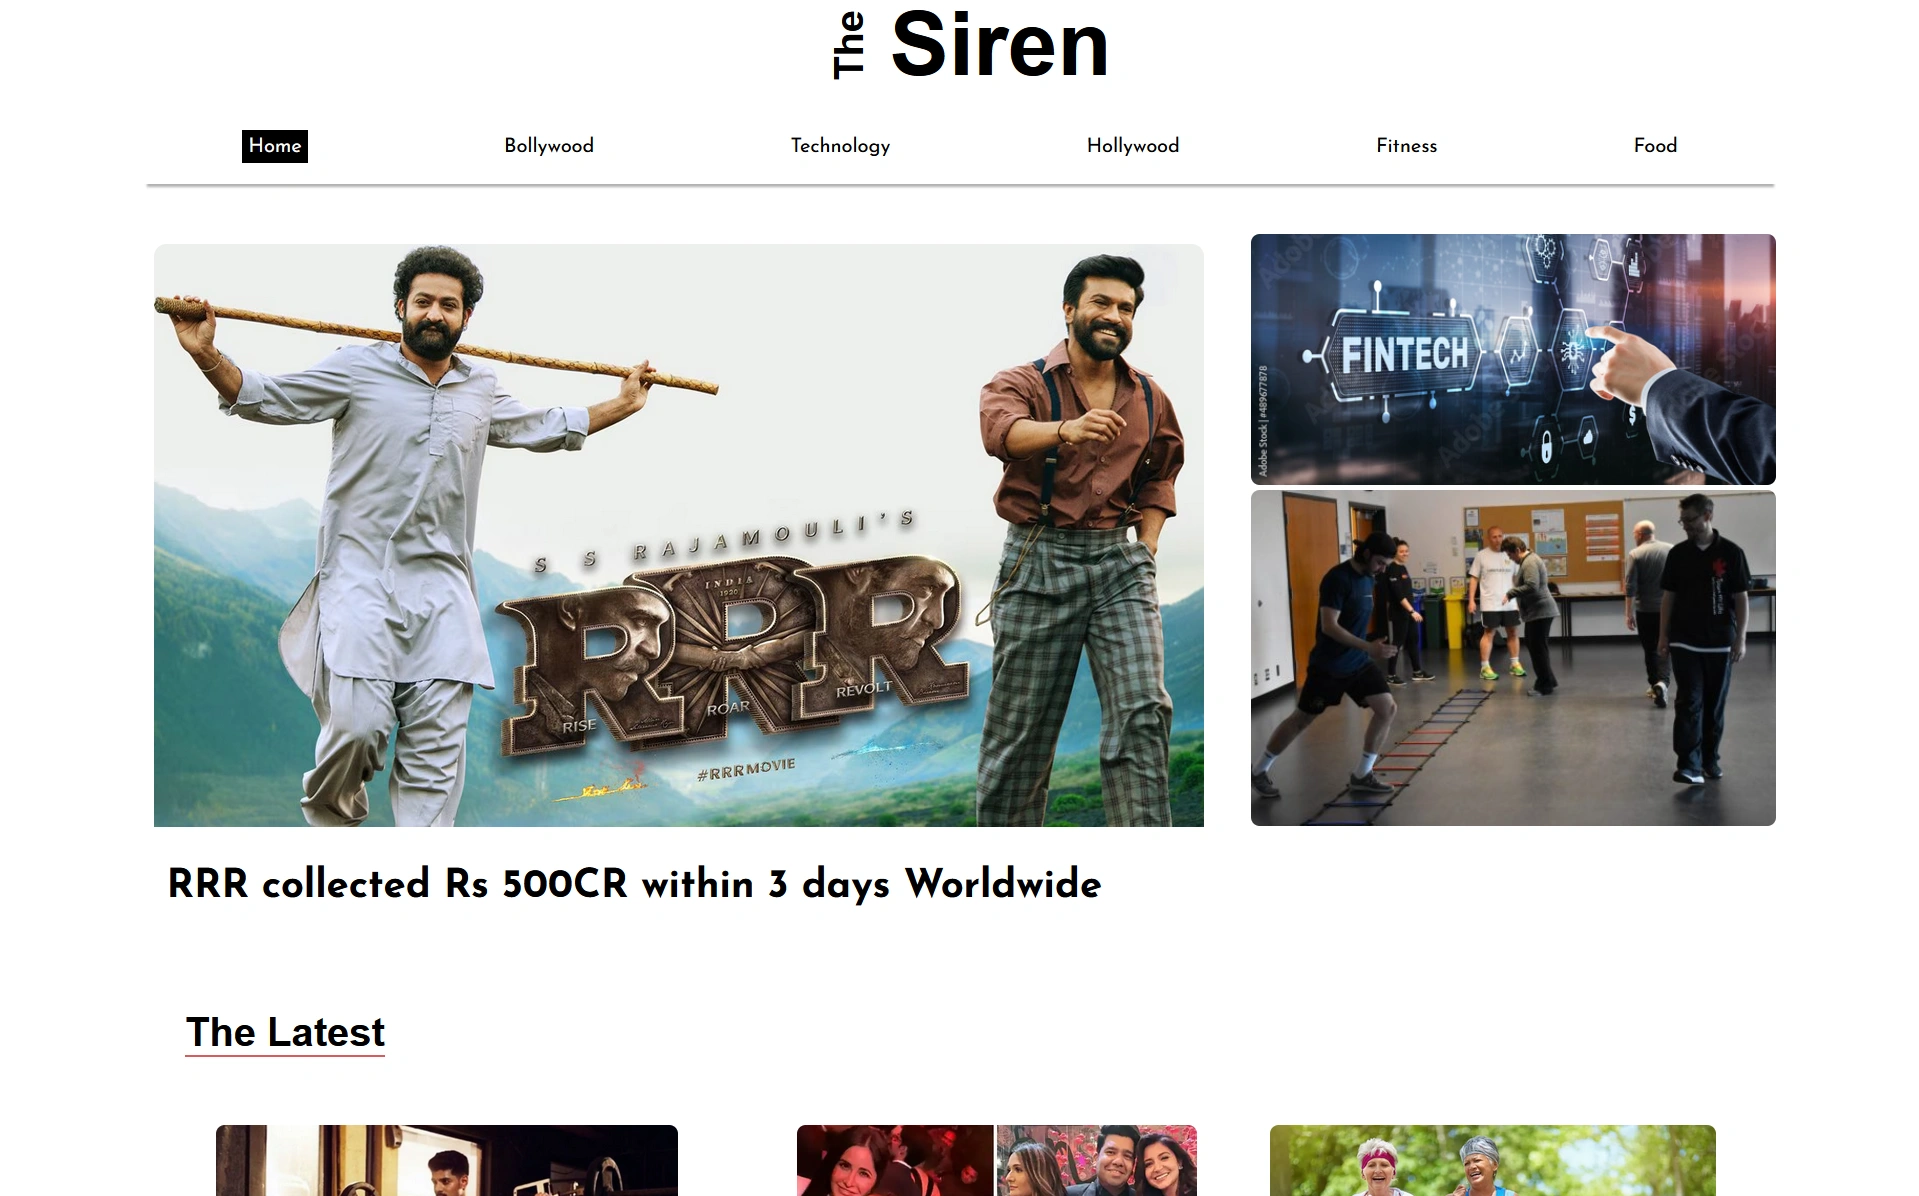 The Siren
Home Bollywood Technology Hollywood Fitness Food
S S RAJAMOULI'S
INDIA
1920
RISE
ROAR
REVOLT
#RRRMOVIE
FINTECH
Adobe Stock | #489677878
RRR collected Rs 500CR within 3 days Worldwide
The Latest